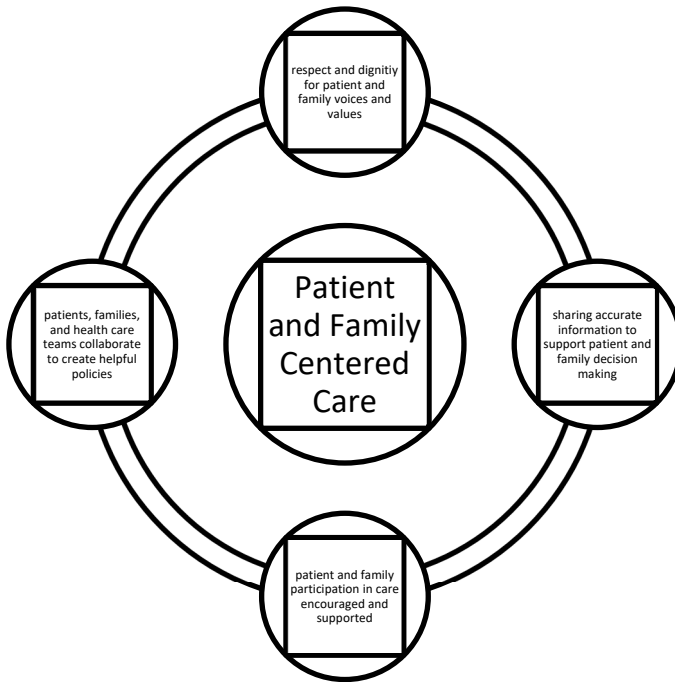 respect and dignitiy
for patient and
family voices and
values
patients, families,
and health care
teams collaborate
to create helpful
policies
Patient
and Family
Centered
Care
sharing accurate
information to
support patient and
family decision
making
patient and family
participation in care
encouraged and
supported